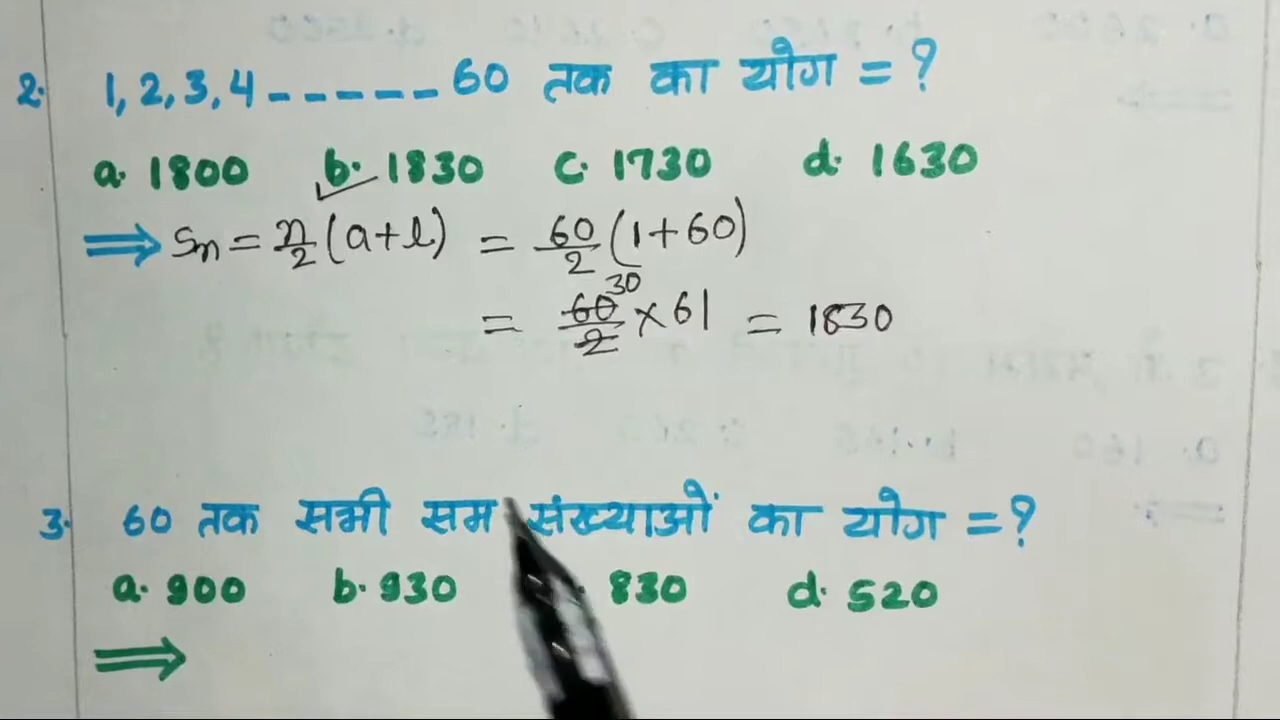 2. 1, 2, 3, 4 - - - - - 60 तक का योग = ?
a. 1800 b. 1830 c. 1730 d. 1630
⇒ Sn = n/2 (a+l) = 60/2 (1+60)
30
= 60/2 × 61 = 1830
3. 60 तक सभी सम संख्याओं का योग = ?
a. 900 b. 930 830 d. 520
⇒